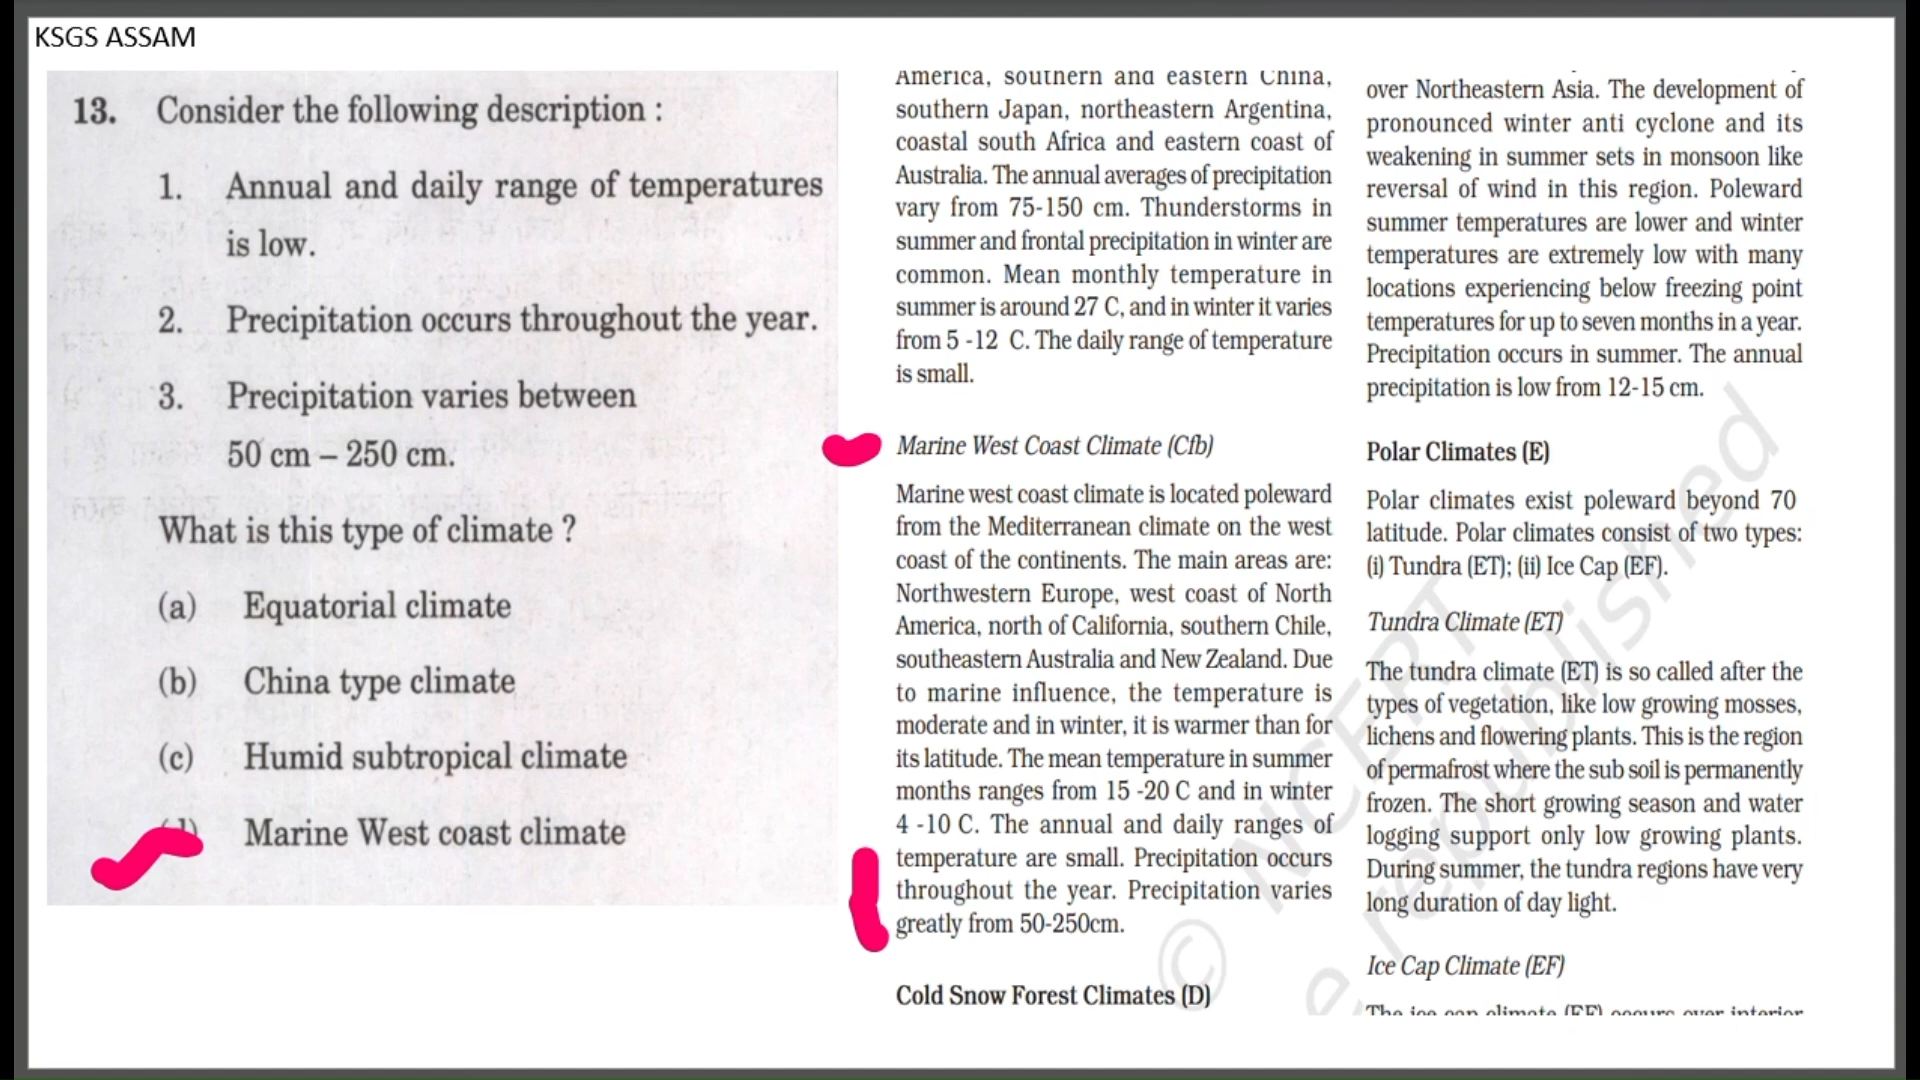 KSGS ASSAM
13. Consider the following description :
1. Annual and daily range of temperatures
is low.
2. Precipitation occurs throughout the year.
3. Precipitation varies between
50 cm – 250 cm.
What is this type of climate ?
(a) Equatorial climate
(b) China type climate
(c) Humid subtropical climate
(d) Marine West coast climate
America, southern and eastern China,
southern Japan, northeastern Argentina,
coastal south Africa and eastern coast of
Australia. The annual averages of precipitation
vary from 75-150 cm. Thunderstorms in
summer and frontal precipitation in winter are
common. Mean monthly temperature in
summer is around 27 C, and in winter it varies
from 5 -12 C. The daily range of temperature
is small.
Marine West Coast Climate (Cfb)
Marine west coast climate is located poleward
from the Mediterranean climate on the west
coast of the continents. The main areas are:
Northwestern Europe, west coast of North
America, north of California, southern Chile,
southeastern Australia and New Zealand. Due
to marine influence, the temperature is
moderate and in winter, it is warmer than for
its latitude. The mean temperature in summer
months ranges from 15 -20 C and in winter
4 -10 C. The annual and daily ranges of
temperature are small. Precipitation occurs
throughout the year. Precipitation varies
greatly from 50-250cm.
Cold Snow Forest Climates (D)
over Northeastern Asia. The development of
pronounced winter anti cyclone and its
weakening in summer sets in monsoon like
reversal of wind in this region. Poleward
summer temperatures are lower and winter
temperatures are extremely low with many
locations experiencing below freezing point
temperatures for up to seven months in a year.
Precipitation occurs in summer. The annual
precipitation is low from 12-15 cm.
Polar Climates (E)
Polar climates exist poleward beyond 70
latitude. Polar climates consist of two types:
(i) Tundra (ET); (ii) Ice Cap (EF).
Tundra Climate (ET)
The tundra climate (ET) is so called after the
types of vegetation, like low growing mosses,
lichens and flowering plants. This is the region
of permafrost where the sub soil is permanently
frozen. The short growing season and water
logging support only low growing plants.
During summer, the tundra regions have very
long duration of day light.
Ice Cap Climate (EF)
The ice cap climate (EF) occurs over interior
© NCERT
e republished